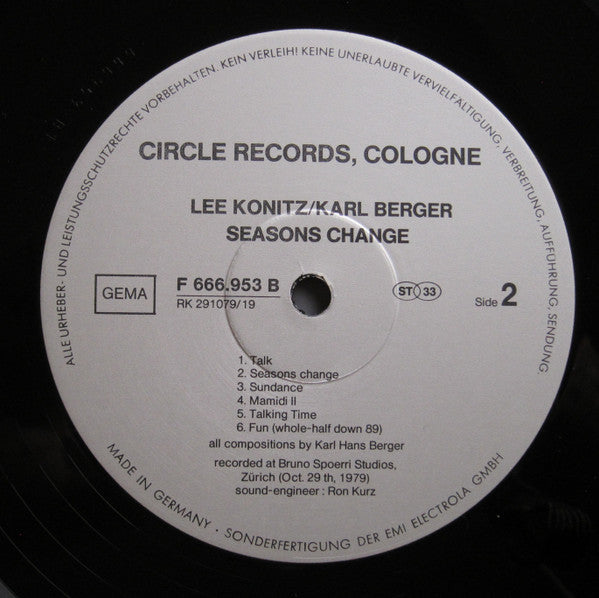 ALLE URHEBER- UND LEISTUNGSSCHUTZRECHTE VORBEHALTEN. KEIN VERLEIH! KEINE UNERLAUBTE VERVIELFÄLTIGUNG, VERBREITUNG, AUFFÜHRUNG, SENDUNG.
CIRCLE RECORDS, COLOGNE
LEE KONITZ/KARL BERGER
SEASONS CHANGE
GEMA
F 666.953 B
RK 291079/19
ST 33
Side 2
1. Talk
2. Seasons change
3. Sundance
4. Mamidi II
5. Talking Time
6. Fun (whole-half down 89)
all compositions by Karl Hans Berger
recorded at Bruno Spoerri Studios,
Zürich (Oct. 29th, 1979)
sound-engineer : Ron Kurz
MADE IN GERMANY · SONDERFERTIGUNG DER EMI ELECTROLA GMBH